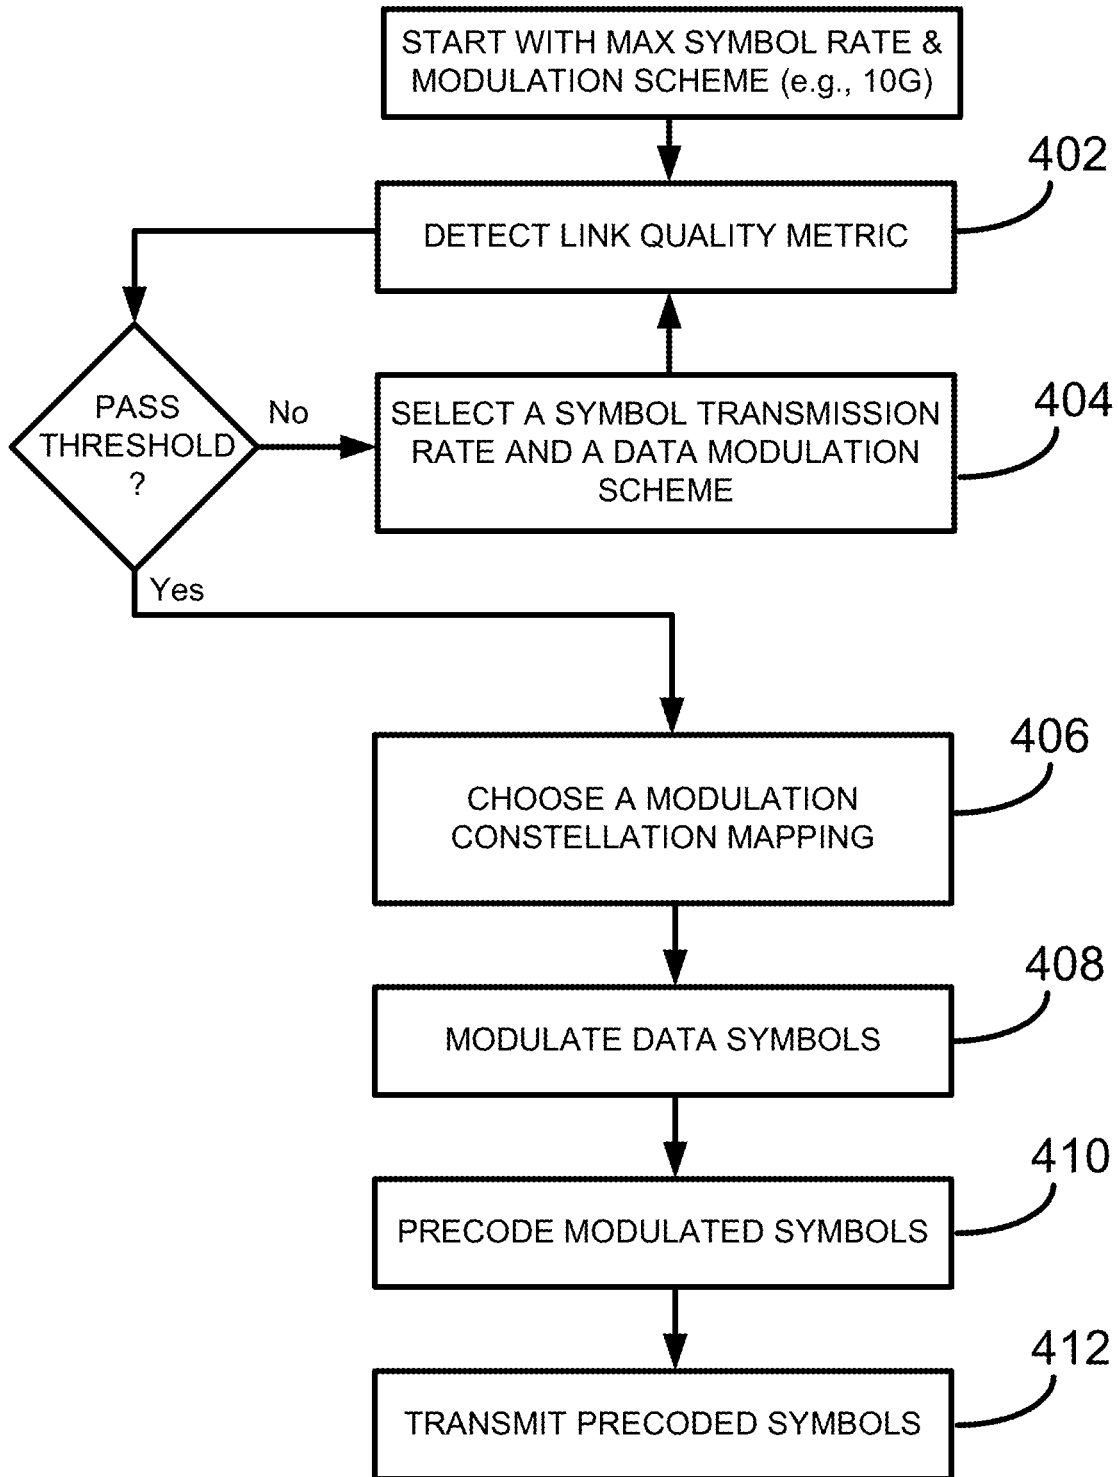 START WITH MAX SYMBOL RATE &
MODULATION SCHEME (e.g., 10G)
402
DETECT LINK QUALITY METRIC
PASS
THRESHOLD
?
No
404
SELECT A SYMBOL TRANSMISSION
RATE AND A DATA MODULATION
SCHEME
Yes
406
CHOOSE A MODULATION
CONSTELLATION MAPPING
408
MODULATE DATA SYMBOLS
410
PRECODE MODULATED SYMBOLS
412
TRANSMIT PRECODED SYMBOLS